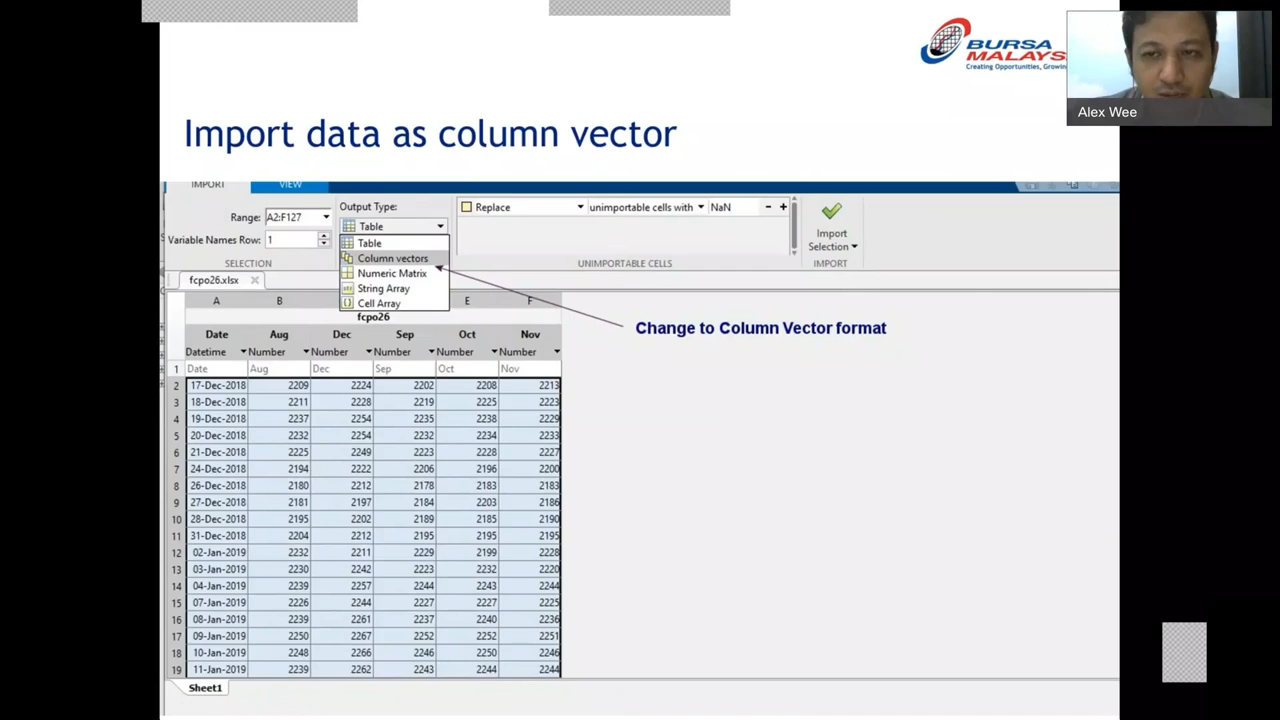 BURSA
MALAYS
Creating Opportunities, Growin
Alex Wee
Import data as column vector
IMPORT VIEW
Range: A2:F127
Variable Names Row: 1
SELECTION
Output Type:
Table
Table
Column vectors
Numeric Matrix
String Array
Cell Array
Replace unimportable cells with NaN - +
UNIMPORTABLE CELLS
Import
Selection
IMPORT
fcpo26.xlsx
Change to Column Vector format
A B E F
fcpo26
Date Aug Dec Sep Oct Nov
Datetime Number Number Number Number Number
1 Date Aug Dec Sep Oct Nov
2 17-Dec-2018 2209 2224 2202 2208 2213
3 18-Dec-2018 2211 2228 2219 2225 2223
4 19-Dec-2018 2237 2254 2235 2238 2229
5 20-Dec-2018 2232 2254 2232 2234 2233
6 21-Dec-2018 2225 2249 2223 2228 2227
7 24-Dec-2018 2194 2222 2206 2196 2200
8 26-Dec-2018 2180 2212 2178 2183 2183
9 27-Dec-2018 2181 2197 2184 2203 2186
10 28-Dec-2018 2195 2202 2189 2185 2190
11 31-Dec-2018 2204 2212 2195 2195 2195
12 02-Jan-2019 2232 2211 2229 2199 2228
13 03-Jan-2019 2230 2242 2223 2232 2220
14 04-Jan-2019 2239 2257 2244 2243 2244
15 07-Jan-2019 2226 2244 2227 2227 2225
16 08-Jan-2019 2239 2261 2237 2240 2236
17 09-Jan-2019 2250 2267 2252 2252 2251
18 10-Jan-2019 2248 2266 2246 2250 2246
19 11-Jan-2019 2239 2262 2243 2244 2244
Sheet1